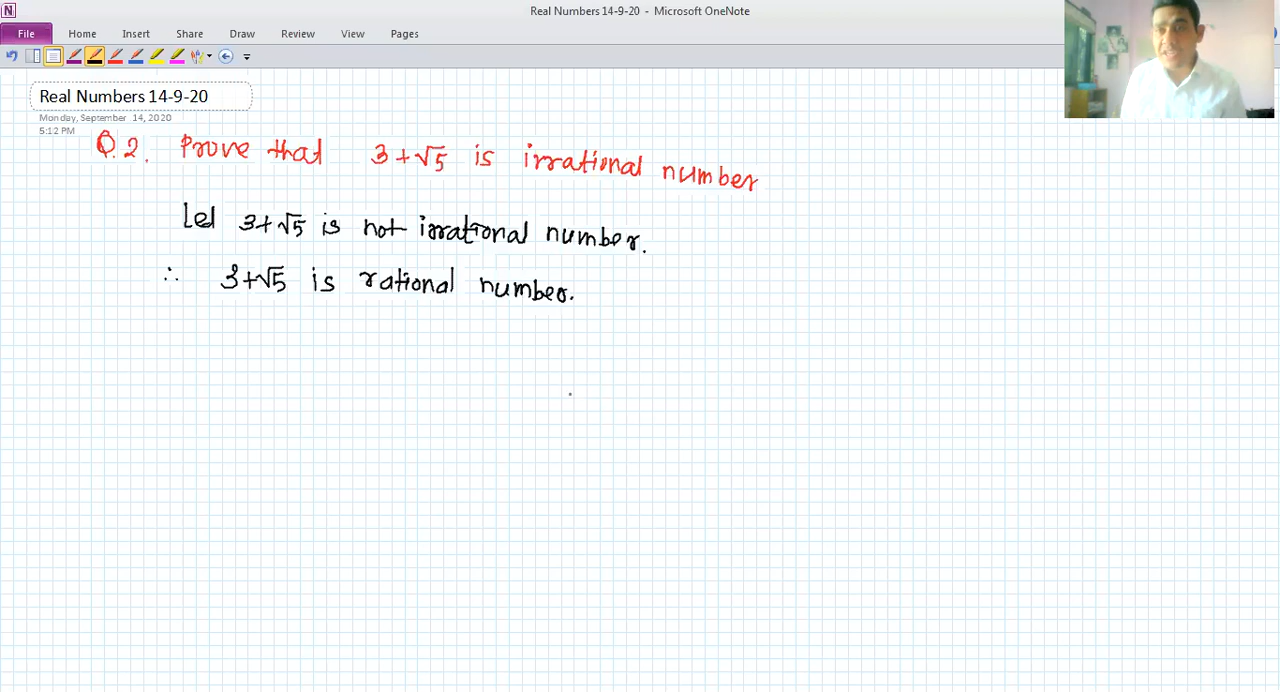 Real Numbers 14-9-20 - Microsoft OneNote
File Home Insert Share Draw Review View Pages
Real Numbers 14-9-20
Monday, September 14, 2020
5:12 PM
Q.2. Prove that 3+√5 is irrational number
Let 3+√5 is not irrational number.
∴ 3+√5 is rational number.